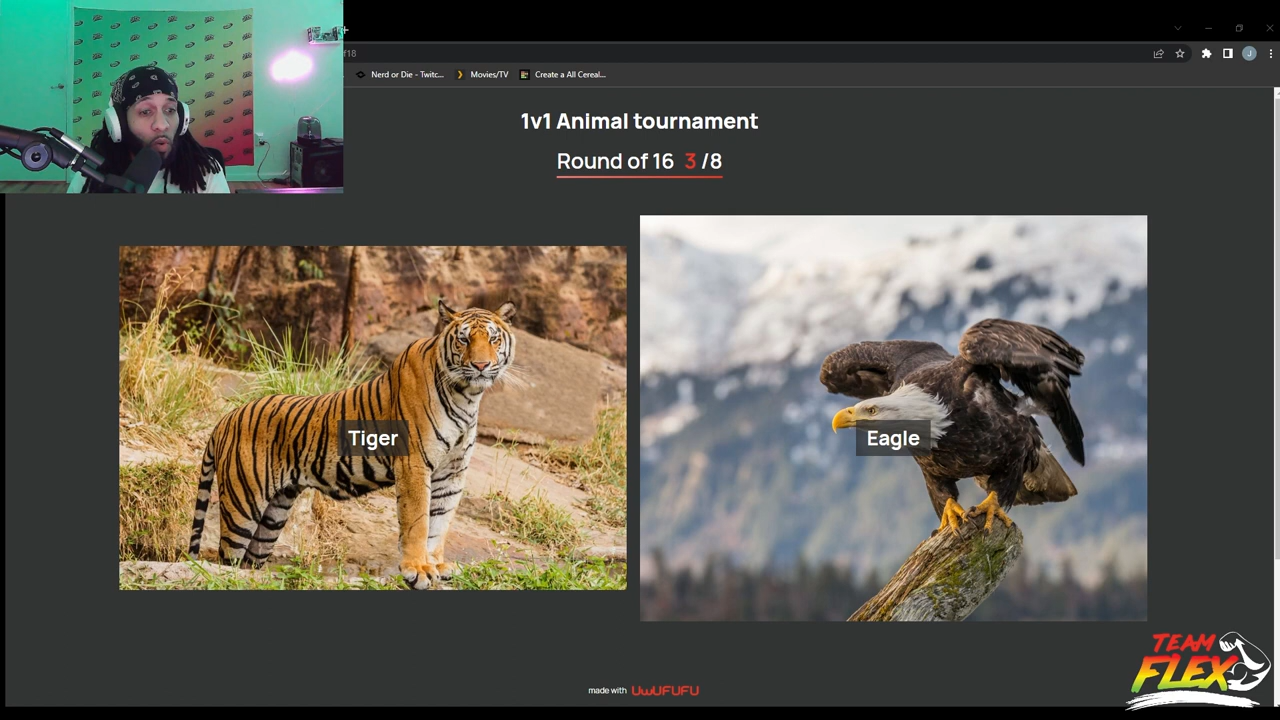 f18
Nerd or Die - Twitc...
Movies/TV
Create a All Cereal...
J
1v1 Animal tournament
Round of 16 3 /8
Tiger
Eagle
made with UwUFUFU
TEAM
FLEX